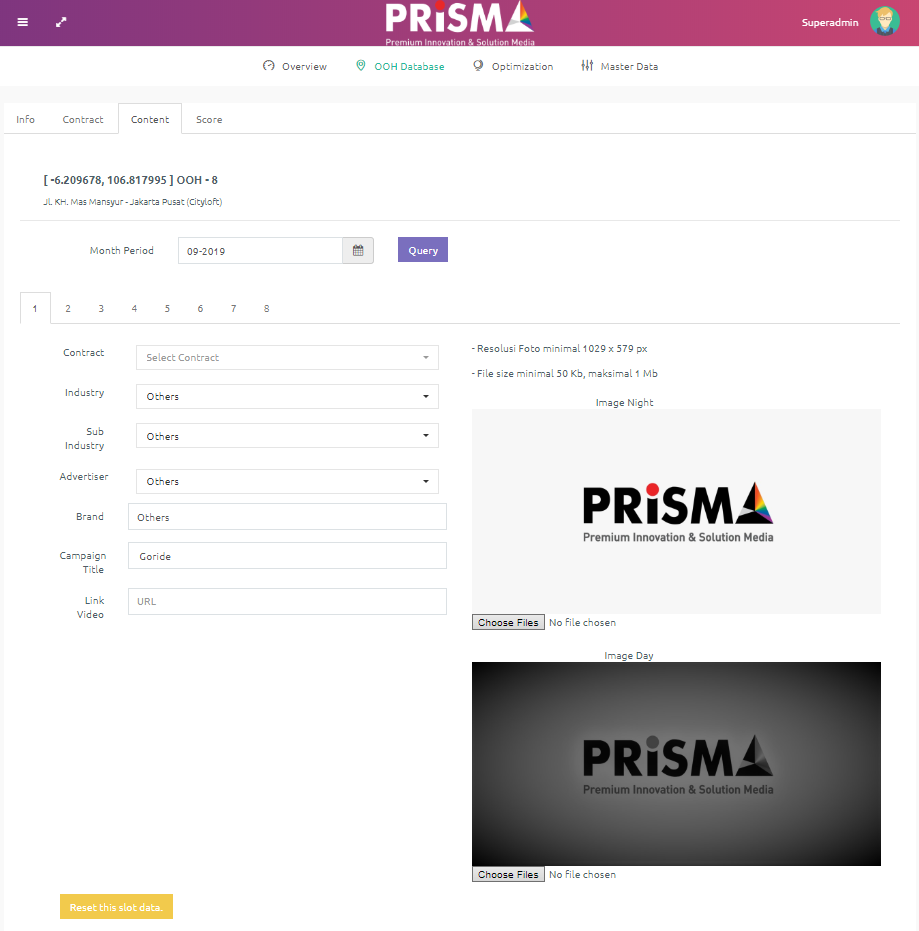 PRiSMA
Premium Innovation & Solution Media
Superadmin
Overview
OOH Database
Optimization
Master Data
Info
Contract
Content
Score
[ -6.209678, 106.817995 ] OOH - 8
Jl. KH. Mas Mansyur - Jakarta Pusat (Cityloft)
Month Period
09-2019
Query
1
2
3
4
5
6
7
8
Contract
Select Contract
Industry
Others
Sub
Industry
Others
Advertiser
Others
Brand
Others
Campaign
Title
Goride
Link
Video
URL
- Resolusi Foto minimal 1029 x 579 px
- File size minimal 50 Kb, maksimal 1 Mb
Image Night
PRiSMA
Premium Innovation & Solution Media
Choose Files No file chosen
Image Day
PRiSMA
Premium Innovation & Solution Media
Choose Files No file chosen
Reset this slot data.